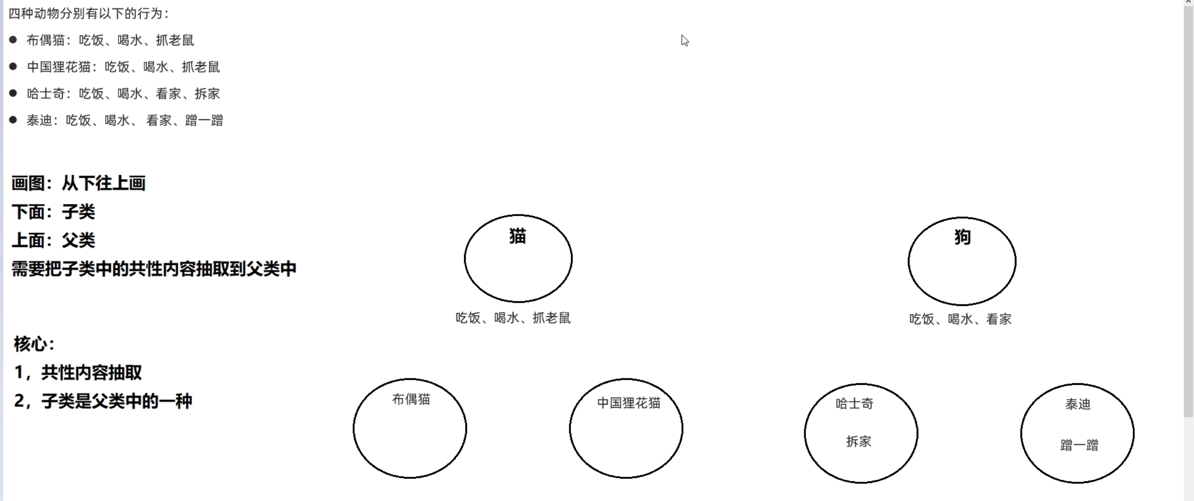 四种动物分别有以下的行为：
● 布偶猫：吃饭、喝水、抓老鼠
● 中国狸花猫：吃饭、喝水、抓老鼠
● 哈士奇：吃饭、喝水、看家、拆家
● 泰迪：吃饭、喝水、 看家、蹭一蹭
画图：从下往上画
下面：子类
上面：父类
需要把子类中的共性内容抽取到父类中
核心：
1，共性内容抽取
2，子类是父类中的一种
猫
狗
吃饭、喝水、抓老鼠
吃饭、喝水、看家
布偶猫
中国狸花猫
哈士奇
泰迪
拆家
蹭一蹭